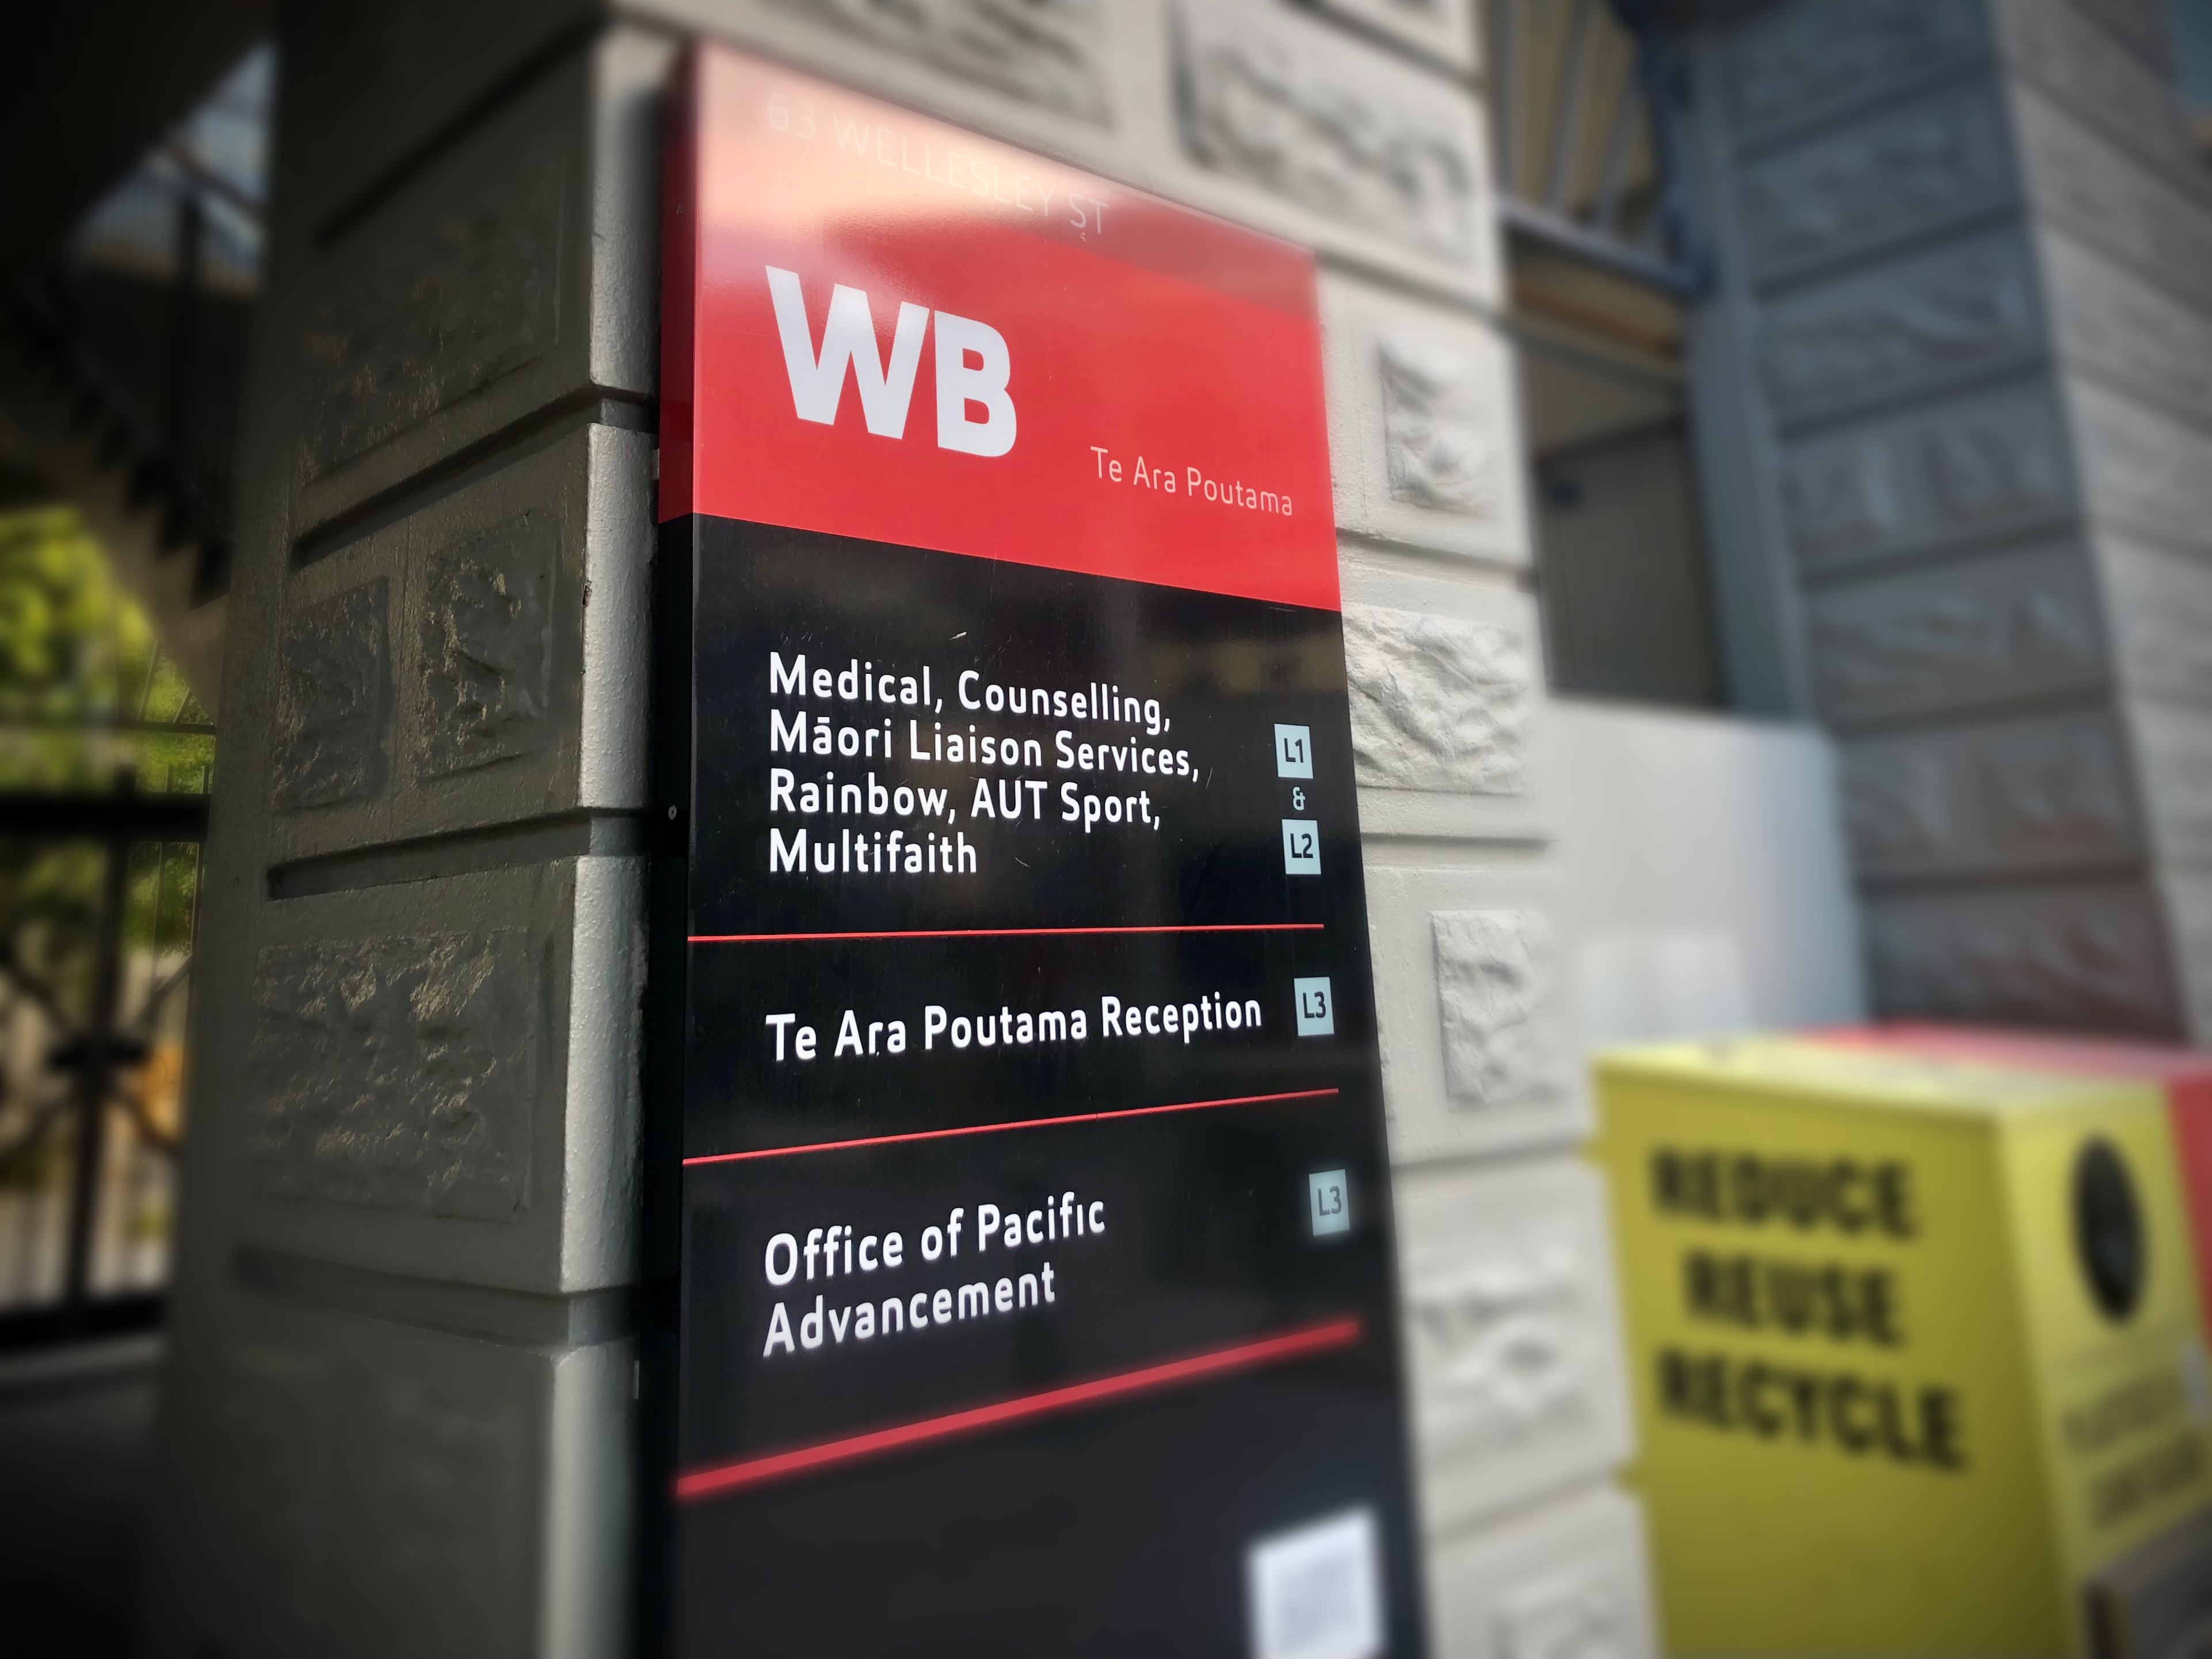 63 WELLESLEY ST
WB
Te Ara Poutama
Medical, Counselling,
Māori Liaison Services,
Rainbow, AUT Sport,
Multifaith
L1
&
L2
Te Ara Poutama Reception
L3
Office of Pacific
Advancement
L3
REDUCE
REUSE
RECYCLE